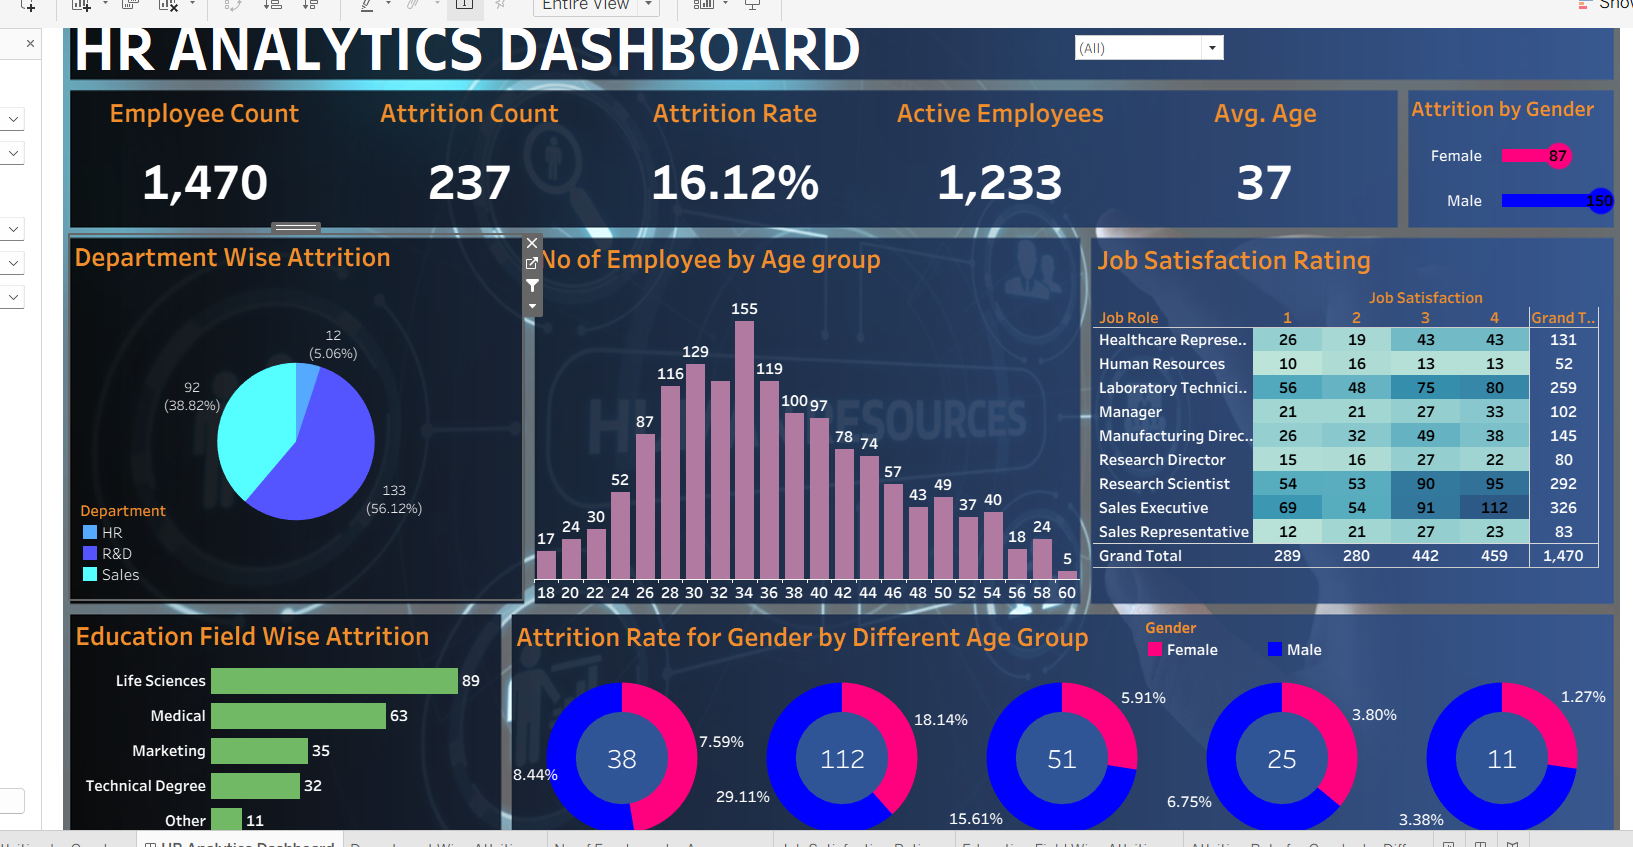 Entire View
Show
HR ANALYTICS DASHBOARD
(All)
Employee Count
Attrition Count
Attrition Rate
Active Employees
Avg. Age
1,470
237
16.12%
1,233
37
Attrition by Gender
Female
87
Male
150
Department Wise Attrition
12
(5.06%)
92
(38.82%)
133
(56.12%)
Department
HR
R&D
Sales
No of Employee by Age group
HUMAN RESOURCES
17 24 30 52 87 116 129 155 119 100 97 78 74 57 43 49 37 40 18 24 5
18 20 22 24 26 28 30 32 34 36 38 40 42 44 46 48 50 52 54 56 58 60
Job Satisfaction Rating
Job Satisfaction
Job Role 1 2 3 4 Grand T..
Healthcare Represe.. 26 19 43 43 131
Human Resources 10 16 13 13 52
Laboratory Technici.. 56 48 75 80 259
Manager 21 21 27 33 102
Manufacturing Direc.. 26 32 49 38 145
Research Director 15 16 27 22 80
Research Scientist 54 53 90 95 292
Sales Executive 69 54 91 112 326
Sales Representative 12 21 27 23 83
Grand Total 289 280 442 459 1,470
Education Field Wise Attrition
Life Sciences 89
Medical 63
Marketing 35
Technical Degree 32
Other 11
Attrition Rate for Gender by Different Age Group
Gender
Female
Male
38
7.59%
8.44%
112
18.14%
29.11%
51
5.91%
15.61%
25
3.80%
6.75%
11
1.27%
3.38%
HR Analytics Dashboard